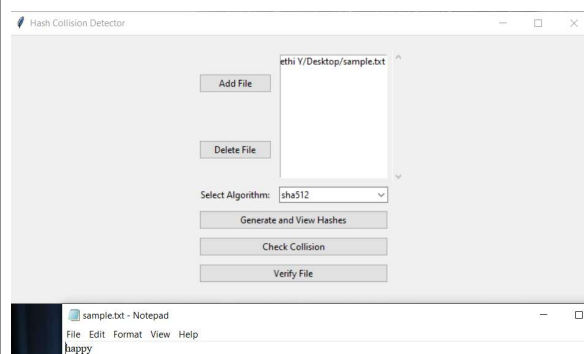 Hash Collision Detector
ethi Y/Desktop/sample.txt
Add File
Delete File
Select Algorithm: sha512
Generate and View Hashes
Check Collision
Verify File
sample.txt - Notepad
File Edit Format View Help
happy